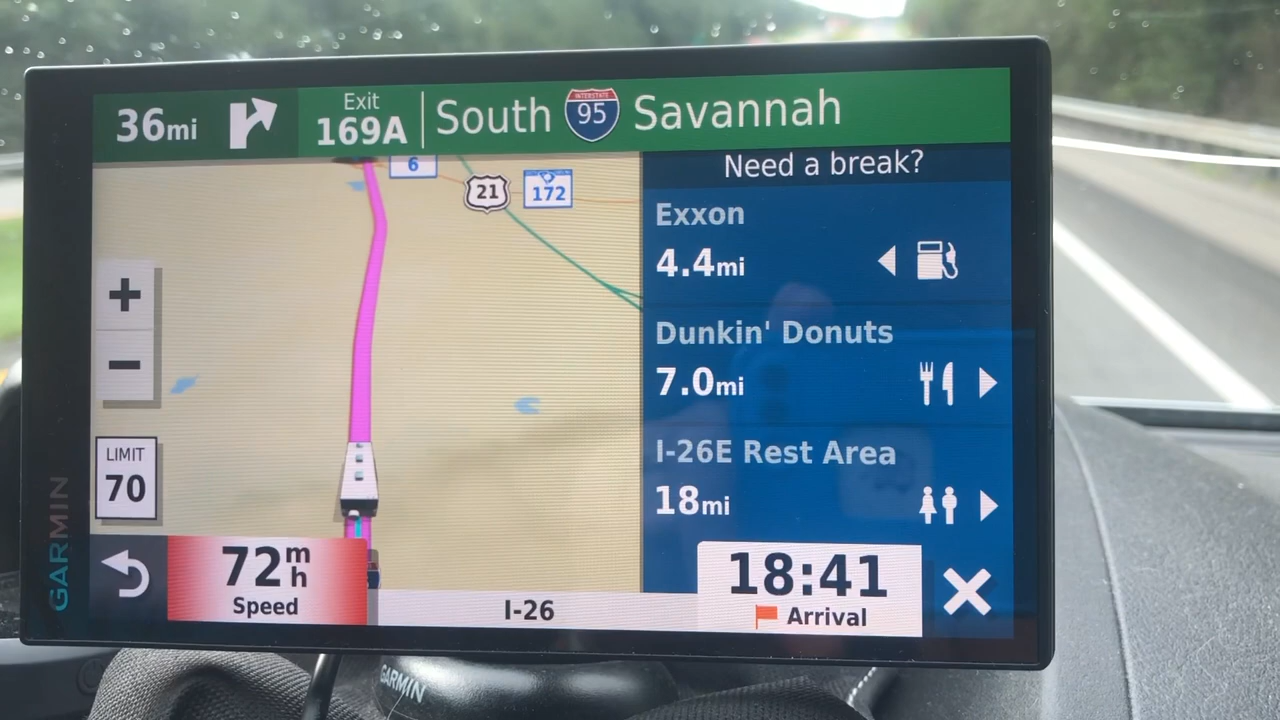 36mi
Exit
169A
South
INTERSTATE
95
Savannah
6
21
172
Need a break?
Exxon
4.4mi
Dunkin' Donuts
7.0mi
I-26E Rest Area
18mi
+
−
LIMIT
70
GARMIN
72mh
Speed
I-26
18:41
Arrival
GARMIN